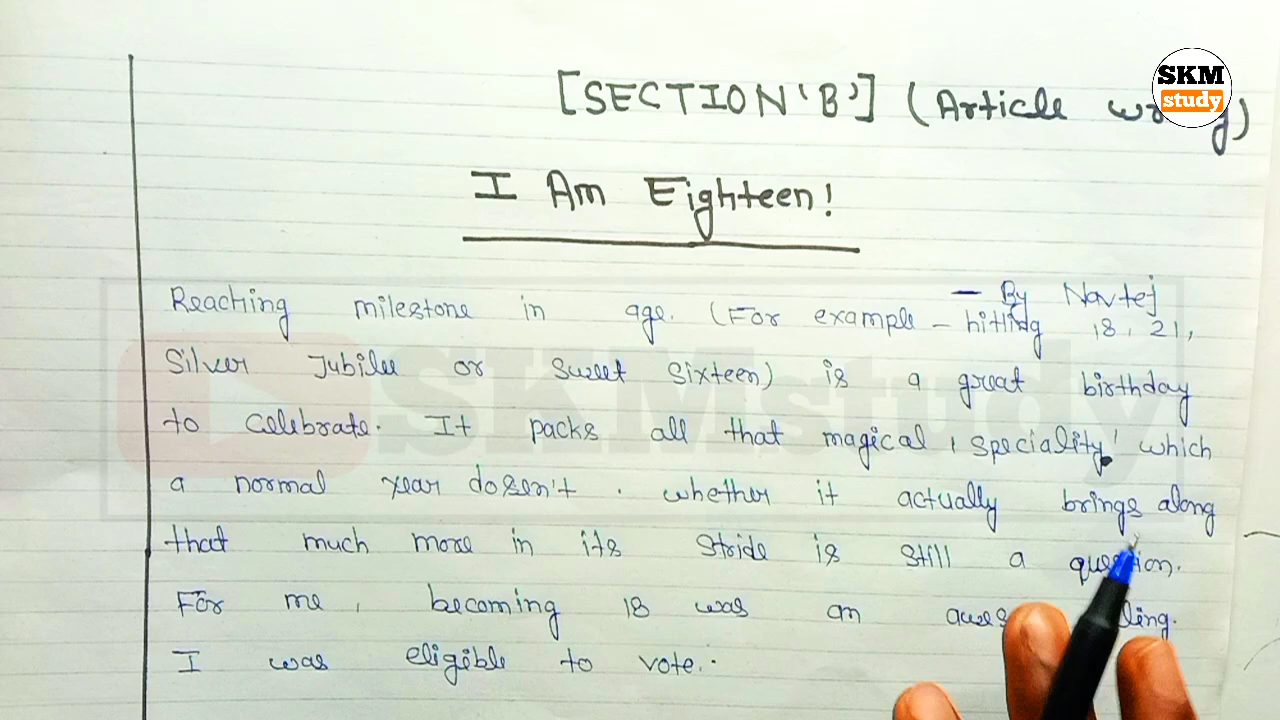 [SECTION 'B'] (Article
SKM
study
I Am Eighteen!
- By Navtej
Reaching milestone in age. (For example - hitting 18, 21,
Silver Jubilee or Sweet Sixteen) is a great birthday
to celebrate. It packs all that magical 'speciality' which
a normal year dosen't. whether it actually brings along
that much more in its stride is still a question.
For me, becoming 18 was an
I was eligible to vote.
SKMstudy